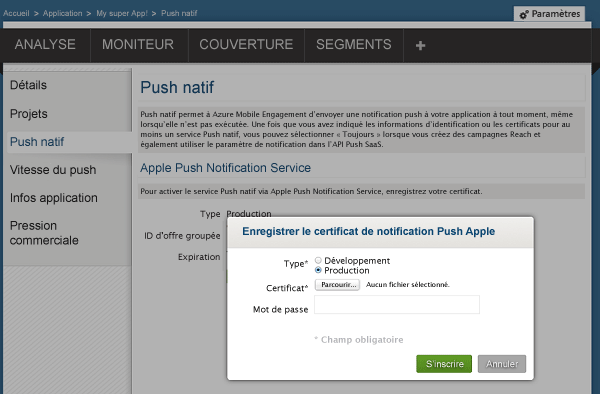 Accueil > Application > My super App! > Push natif
Paramètres
ANALYSE MONITEUR COUVERTURE SEGMENTS +
Détails
Projets
Push natif
Vitesse du push
Infos application
Pression
commerciale
Push natif
Push natif permet à Azure Mobile Engagement d'envoyer une notification push à votre application à tout moment, même
lorsqu'elle n'est pas exécutée. Une fois que vous avez indiqué les informations d'identification ou les certificats pour au
moins un service Push natif, vous pouvez sélectionner « Toujours » lorsque vous créez des campagnes Reach et
également utiliser le paramètre de notification dans l'API Push SaaS.
Apple Push Notification Service
Pour activer le service Push natif via Apple Push Notification Service, enregistrez votre certificat.
Type Production
ID d'offre groupée
Expiration
Enregistrer le certificat de notification Push Apple
Type* Développement
Production
Certificat* Parcourir... Aucun fichier sélectionné.
Mot de passe
* Champ obligatoire
S'inscrire Annuler